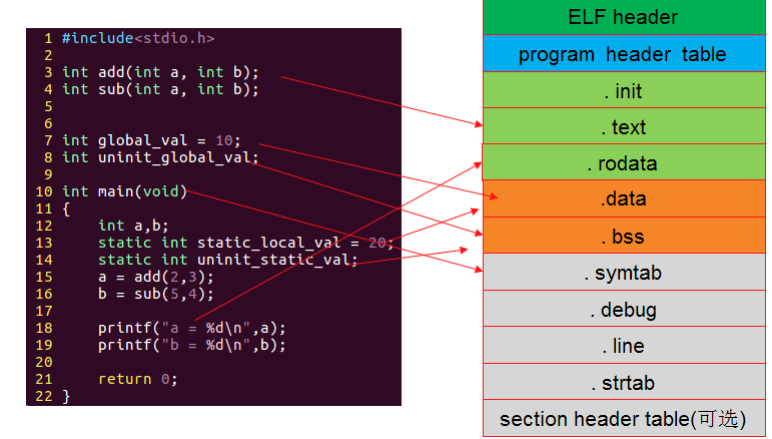 1 #include<stdio.h>
2
3 int add(int a, int b);
4 int sub(int a, int b);
5
6
7 int global_val = 10;
8 int uninit_global_val;
9
10 int main(void)
11 {
12     int a,b;
13     static int static_local_val = 20;
14     static int uninit_static_val;
15     a = add(2,3);
16     b = sub(5,4);
17
18     printf("a = %d\n",a);
19     printf("b = %d\n",b);
20
21     return 0;
22 }
ELF header
program header table
. init
. text
. rodata
.data
. bss
. symtab
. debug
. line
. strtab
section header table(可选)